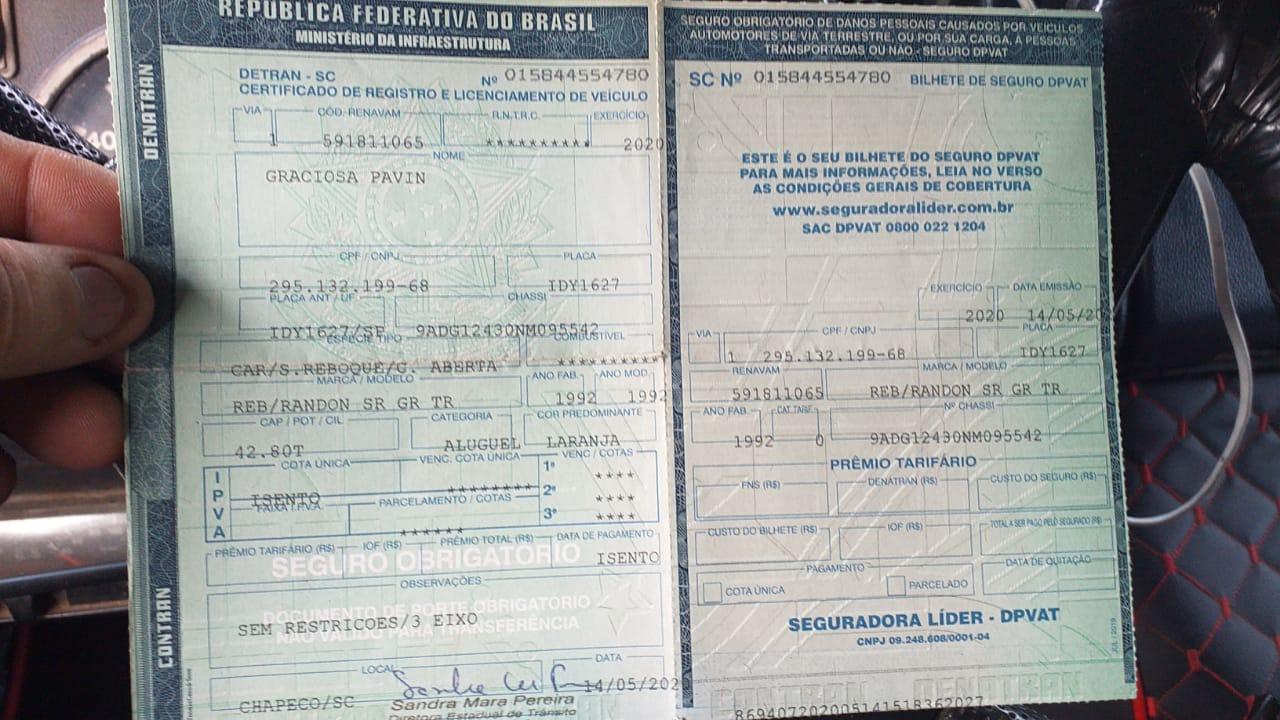 REPÚBLICA FEDERATIVA DO BRASIL
MINISTÉRIO DA INFRAESTRUTURA
DENATRAN
DETRAN - SC Nº 015844554780
CERTIFICADO DE REGISTRO E LICENCIAMENTO DE VEÍCULO
VIA CÓD. RENAVAM R.N.T.R.C. EXERCÍCIO
1 591811065 ********** 2020
NOME
GRACIOSA PAVIN
CPF / CNPJ PLACA
295.132.199-68 IDY1627
PLACA ANT / UF CHASSI
IDY1627/SP 9ADG12430NM095542
ESPÉCIE TIPO COMBUSTÍVEL
CAR/S.REBOQUE/C. ABERTA **********
MARCA / MODELO ANO FAB. ANO MOD.
REB/RANDON SR GR TR 1992 1992
CAP / POT / CIL CATEGORIA COR PREDOMINANTE
42.80T ALUGUEL LARANJA
IPVA
COTA ÚNICA VENC. COTA ÚNICA VENC / COTAS
ISENTO ******** 1º ****
FAIXA I.P.V.A. PARCELAMENTO / COTAS 2º ****
****** 3º ****
PRÊMIO TARIFÁRIO (R$) IOF (R$) PRÊMIO TOTAL (R$) DATA DE PAGAMENTO
SEGURO OBRIGATÓRIO ISENTO
OBSERVAÇÕES
DOCUMENTO DE PORTE OBRIGATÓRIO
NÃO VÁLIDO PARA TRANSFERÊNCIA
SEM RESTRICOES/3 EIXO
CONTRAN
LOCAL DATA
CHAPECO/SC 14/05/2020
Sandra Mara Pereira
Diretora Estadual de Trânsito
SEGURO OBRIGATÓRIO DE DANOS PESSOAIS CAUSADOS POR VEÍCULOS
AUTOMOTORES DE VIA TERRESTRE, OU POR SUA CARGA, A PESSOAS
TRANSPORTADAS OU NÃO - SEGURO DPVAT
SC Nº 015844554780 BILHETE DE SEGURO DPVAT
ESTE É O SEU BILHETE DO SEGURO DPVAT
PARA MAIS INFORMAÇÕES, LEIA NO VERSO
AS CONDIÇÕES GERAIS DE COBERTURA
www.seguradoralider.com.br
SAC DPVAT 0800 022 1204
EXERCÍCIO DATA EMISSÃO
2020 14/05/20
VIA CPF / CNPJ PLACA
1 295.132.199-68 IDY1627
RENAVAM MARCA / MODELO
591811065 REB/RANDON SR GR TR
ANO FAB. CAT. TARIF. Nº CHASSI
1992 0 9ADG12430NM095542
PRÊMIO TARIFÁRIO
FNS (R$) DENATRAN (R$) CUSTO DO SEGURO (R$)
CUSTO DO BILHETE (R$) IOF (R$) TOTAL A SER PAGO PELO SEGURADO (R$)
PAGAMENTO DATA DE QUITAÇÃO
COTA ÚNICA PARCELADO
SEGURADORA LÍDER - DPVAT
CNPJ 09.248.608/0001-04
JUL / 2019
CONTRAN DENATRAN